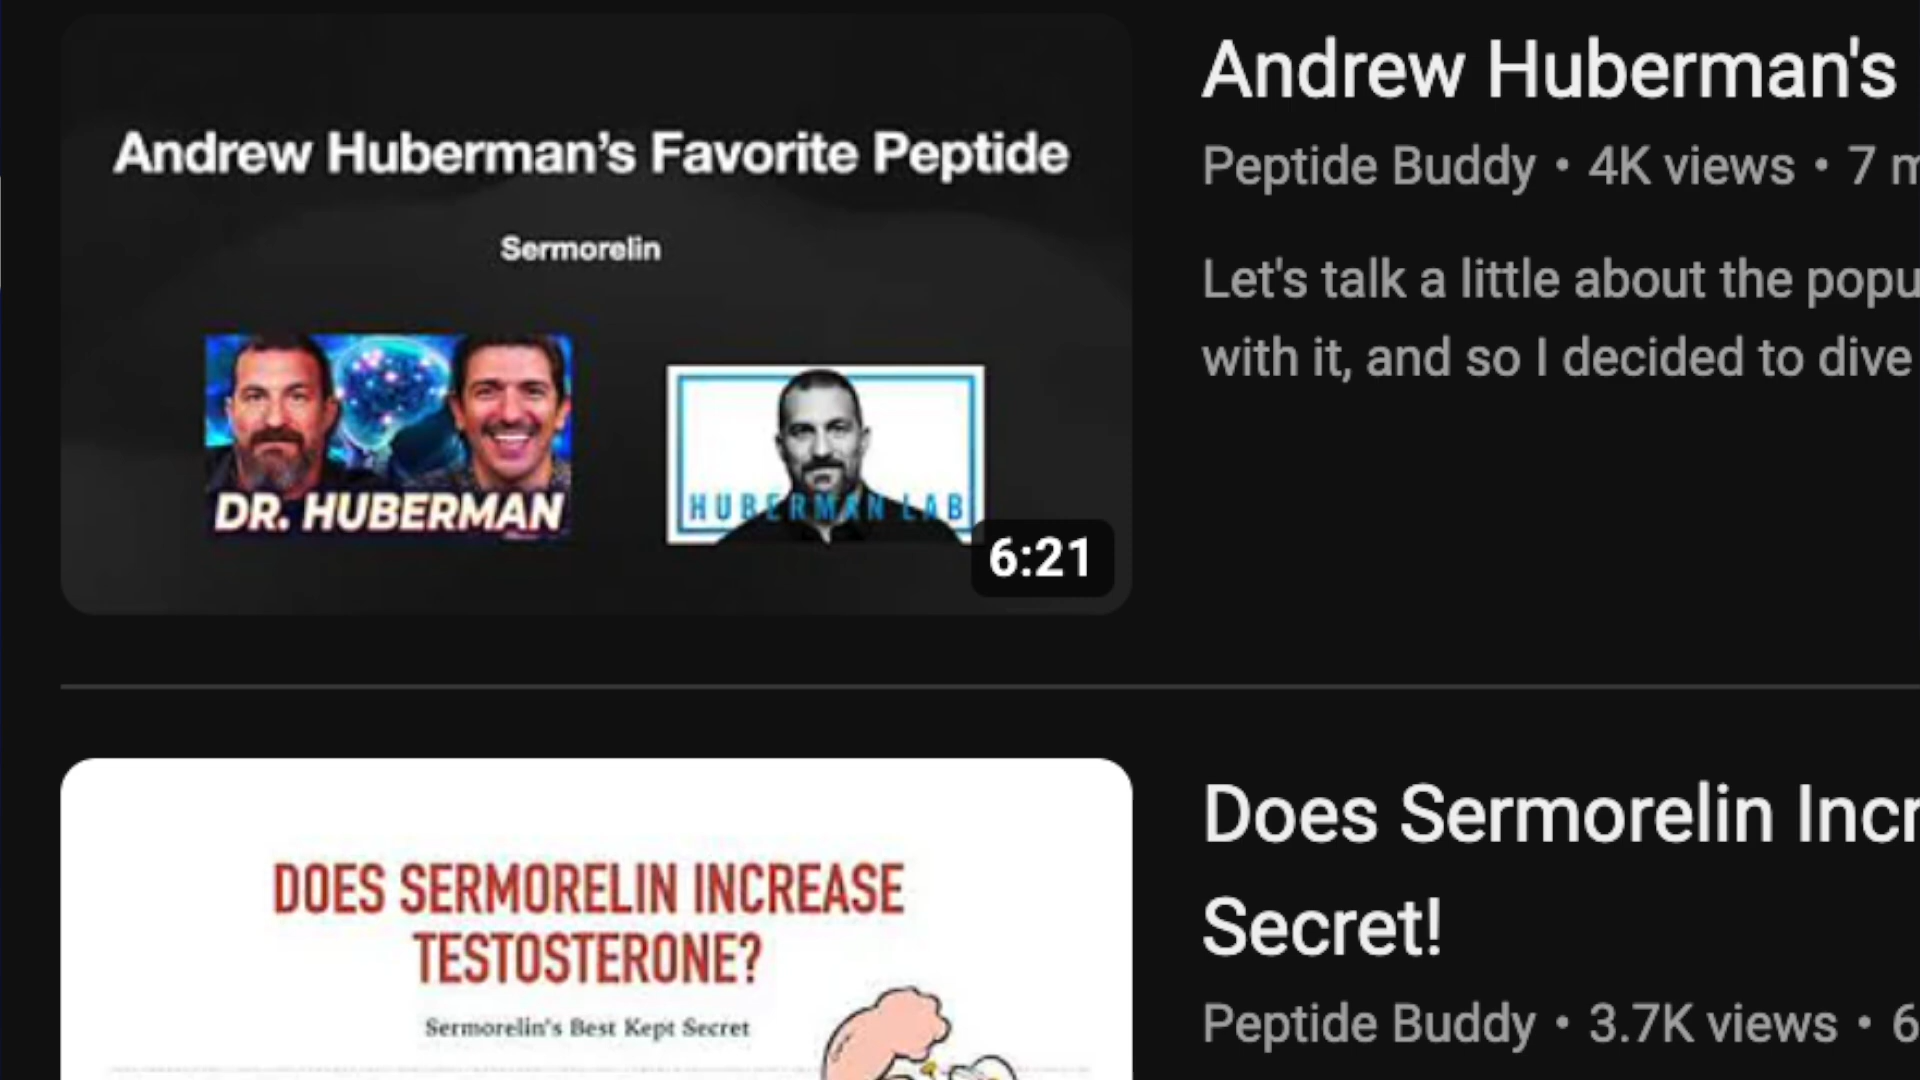 Andrew Huberman’s Favorite Peptide
Sermorelin
DR. HUBERMAN
HUBERMAN LAB
6:21
Andrew Huberman's
Peptide Buddy • 4K views • 7
Let's talk a little about the
with it, and so I decided to dive
DOES SERMORELIN INCREASE
TESTOSTERONE?
Sermorelin's Best Kept Secret
Does Sermorelin
Secret!
Peptide Buddy • 3.7K views • 6